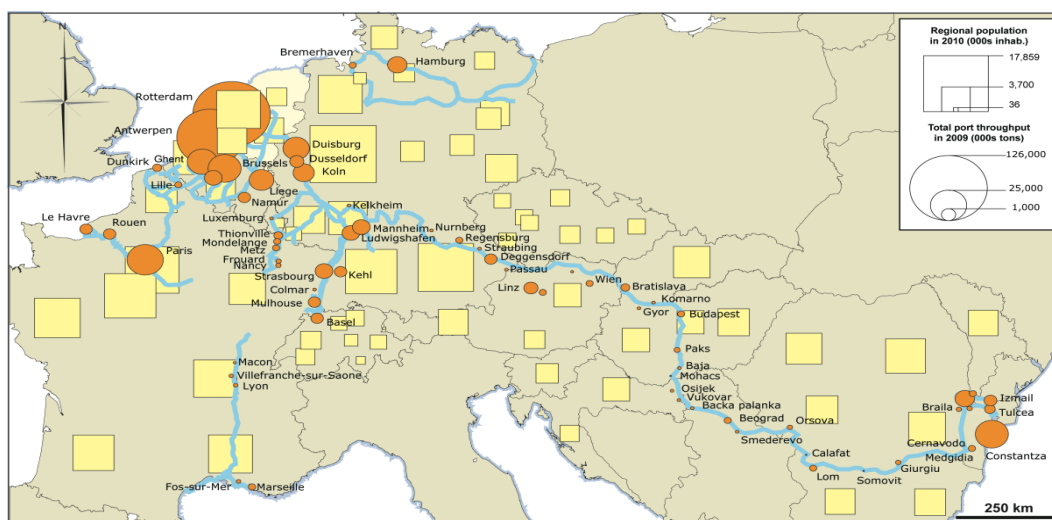 N
Bremerhaven
Hamburg
Rotterdam
Antwerpen
Duisburg
Dunkirk
Ghent
Brussels
Dusseldorf
Koln
Lille
Liege
Namur
Le Havre
Rouen
Luxemburg
Kelkheim
Paris
Thionville
Mondelange
Metz
Frouard
Nancy
Mannheim
Ludwigshafen
Nurnberg
Regensburg
Straubing
Deggensdorf
Strasbourg
Kehl
Passau
Colmar
Linz
Wien
Bratislava
Mulhouse
Komarno
Basel
Gyor
Budapest
Macon
Villefranche-sur-Saone
Lyon
Paks
Baja
Mohacs
Osijek
Vukovar
Backa palanka
Beograd
Orsova
Smederevo
Calafat
Lom
Somovit
Giurgiu
Izmail
Braila
Tulcea
Cernavodo
Medgidia
Constantza
Fos-sur-Mer
Marseille
Regional population
in 2010 (000s inhab.)
17,859
3,700
36
Total port throughput
in 2009 (000s tons)
126,000
25,000
1,000
250 km